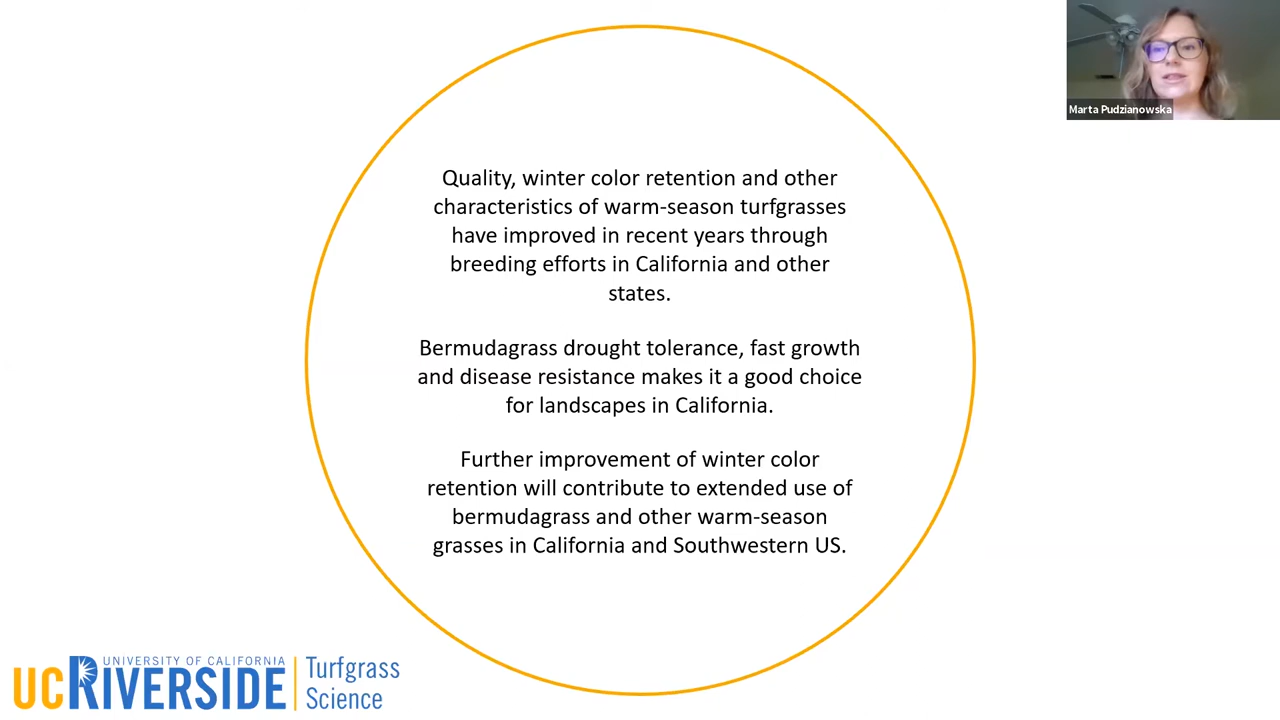 Marta Pudzianowska
Quality, winter color retention and other
characteristics of warm-season turfgrasses
have improved in recent years through
breeding efforts in California and other
states.
Bermudagrass drought tolerance, fast growth
and disease resistance makes it a good choice
for landscapes in California.
Further improvement of winter color
retention will contribute to extended use of
bermudagrass and other warm-season
grasses in California and Southwestern US.
UNIVERSITY OF CALIFORNIA
UCRIVERSIDE
Turfgrass
Science